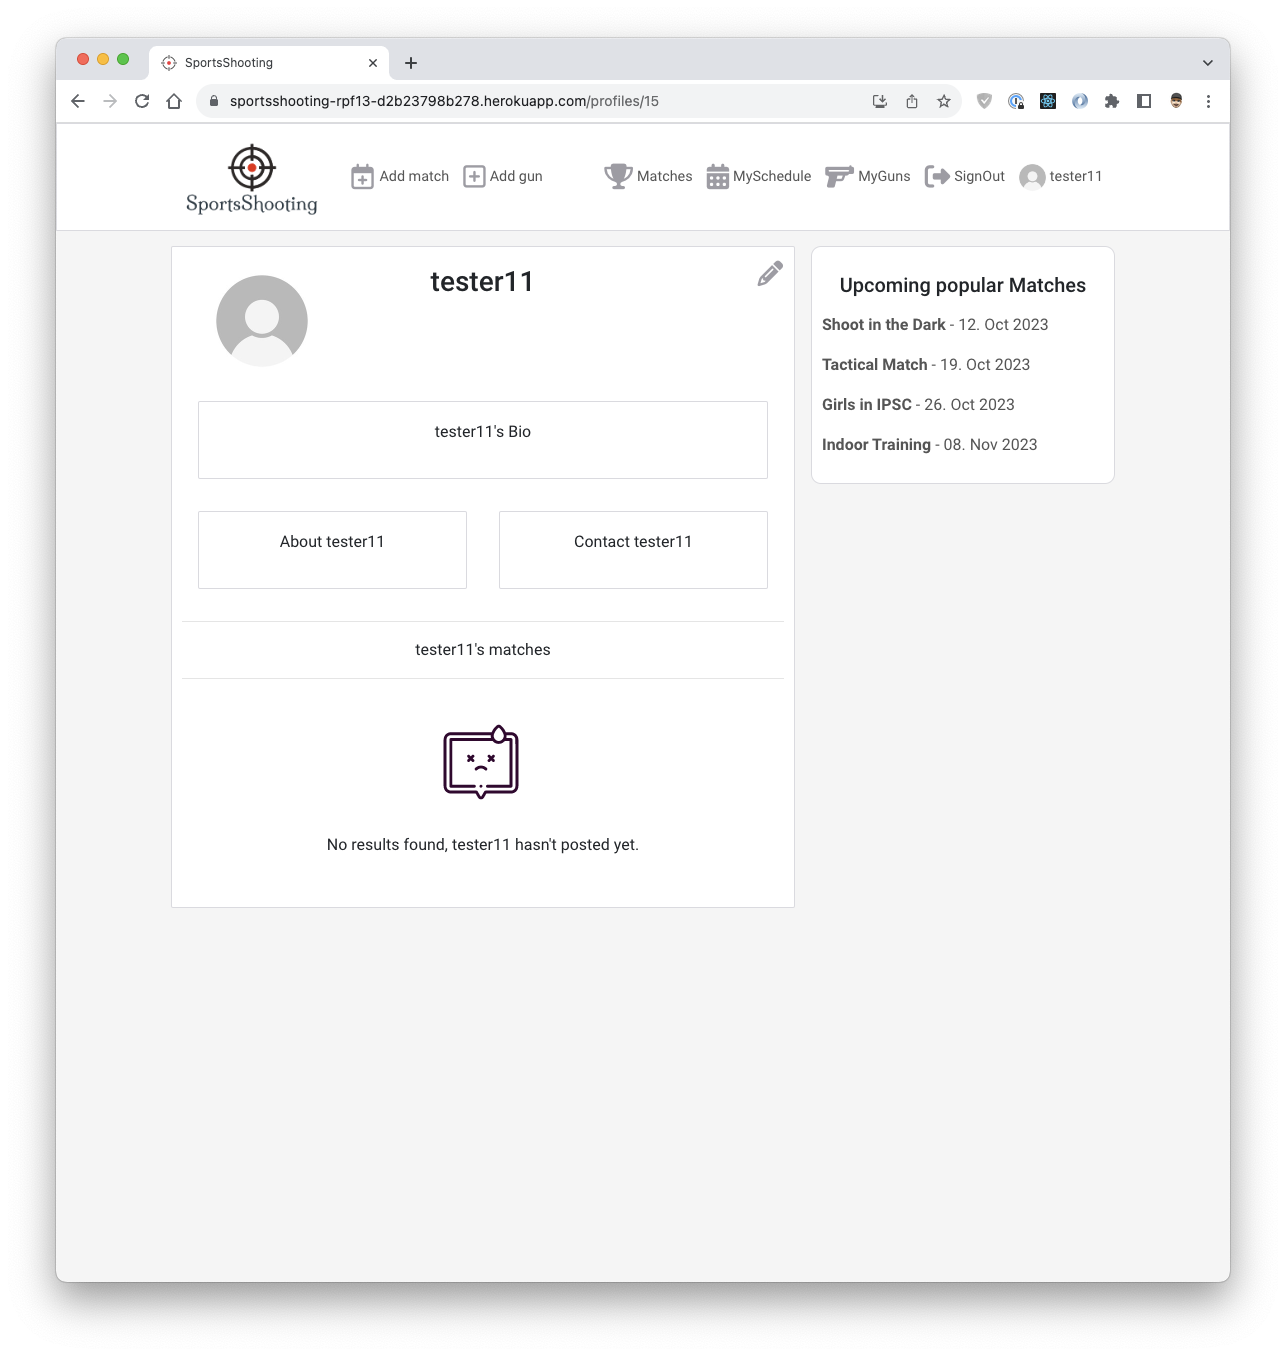 SportsShooting
sportsshooting-rpf13-d2b23798b278.herokuapp.com/profiles/15
SportsShooting
Add match
Add gun
Matches
MySchedule
MyGuns
SignOut
tester11
tester11
tester11's Bio
About tester11
Contact tester11
tester11's matches
No results found, tester11 hasn't posted yet.
Upcoming popular Matches
Shoot in the Dark - 12. Oct 2023
Tactical Match - 19. Oct 2023
Girls in IPSC - 26. Oct 2023
Indoor Training - 08. Nov 2023